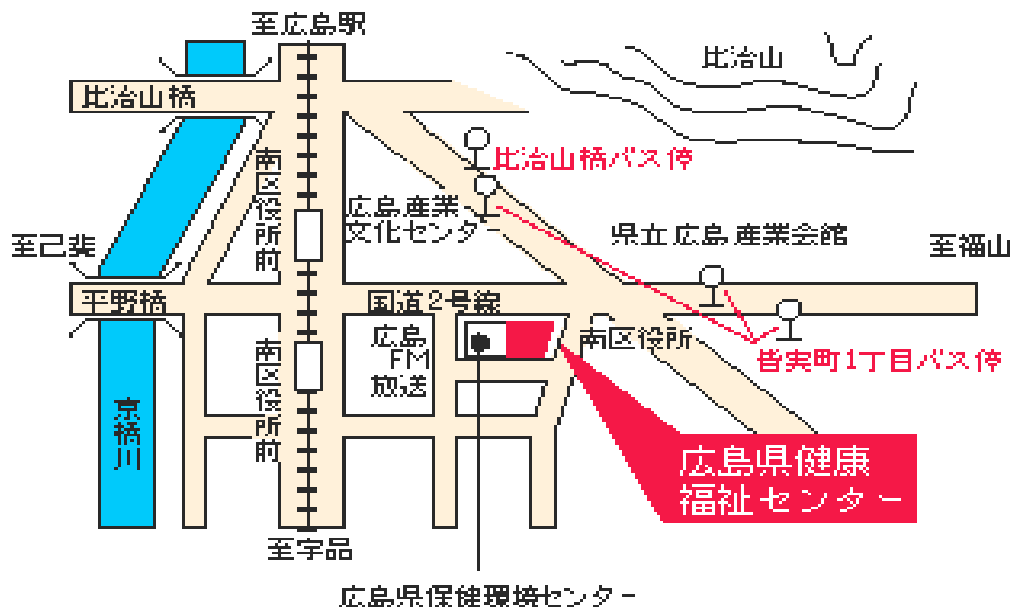 至広島駅
比治山
比治山橋
比治山橋バス停
南区役所前
広島産業
文化センター
県立広島産業会館
至己斐
至福山
平野橋
国道2号線
広島
FM
放送
南区役所
皆実町1丁目バス停
南区役所前
京橋川
広島県健康
福祉センター
至宇品
広島県保健環境センター